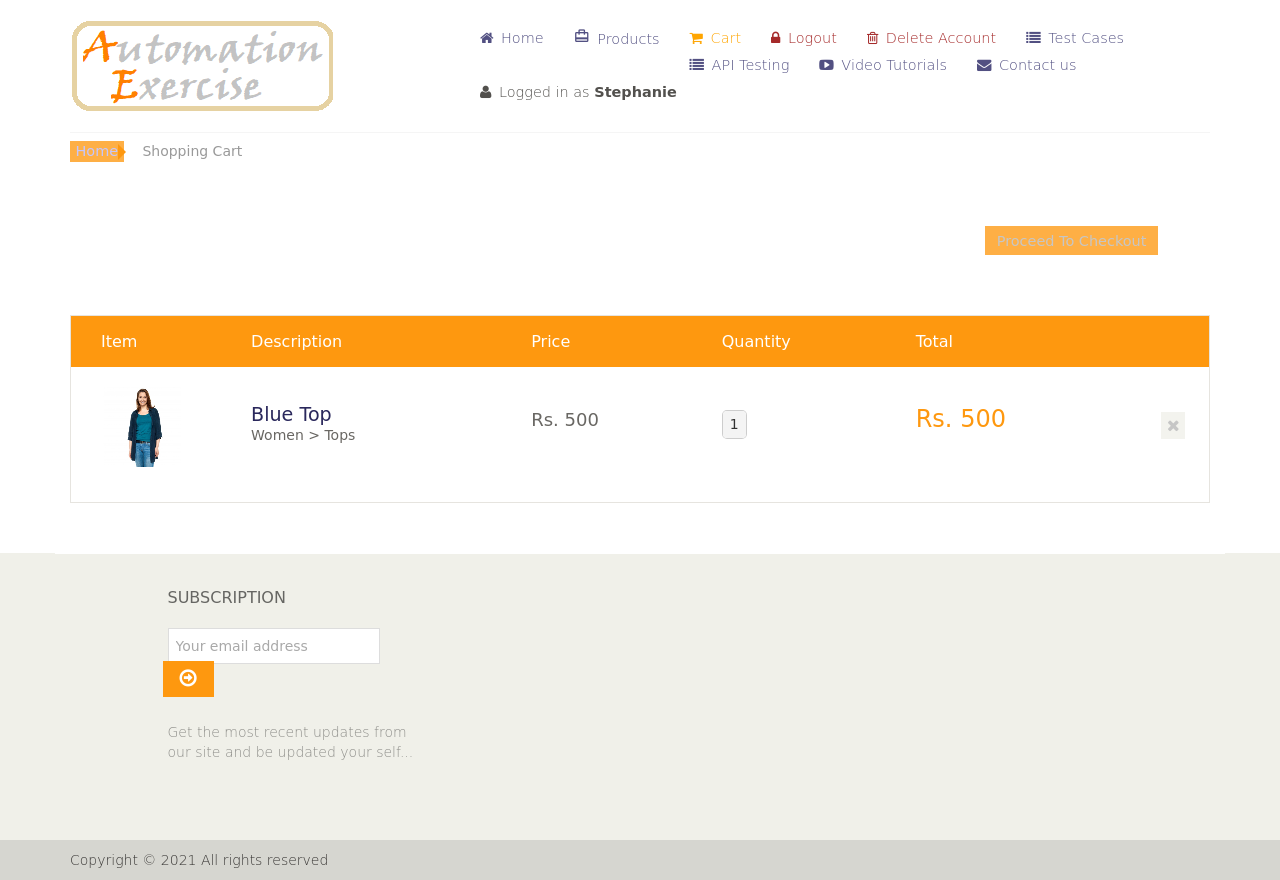 Automation
Exercise
Home Products Cart Logout Delete Account Test Cases
API Testing Video Tutorials Contact us
Logged in as Stephanie
Home Shopping Cart
Proceed To Checkout
Item Description Price Quantity Total
Blue Top Rs. 500 1 Rs. 500
Women > Tops
SUBSCRIPTION
Your email address
Get the most recent updates from
our site and be updated your self...
Copyright © 2021 All rights reserved